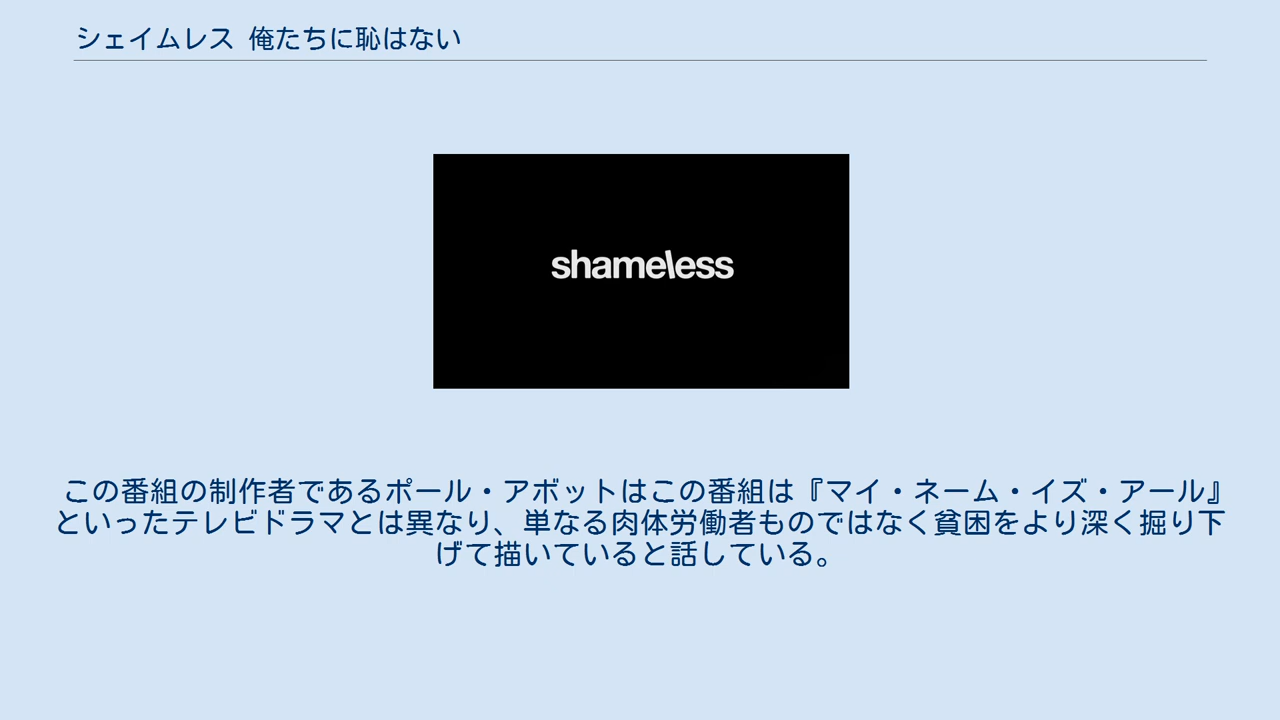 シェイムレス 俺たちに恥はない
shameless
この番組の制作者であるポール・アボットはこの番組は『マイ・ネーム・イズ・アール』
といったテレビドラマとは異なり、単なる肉体労働者ものではなく貧困をより深く掘り下
げて描いていると話している。